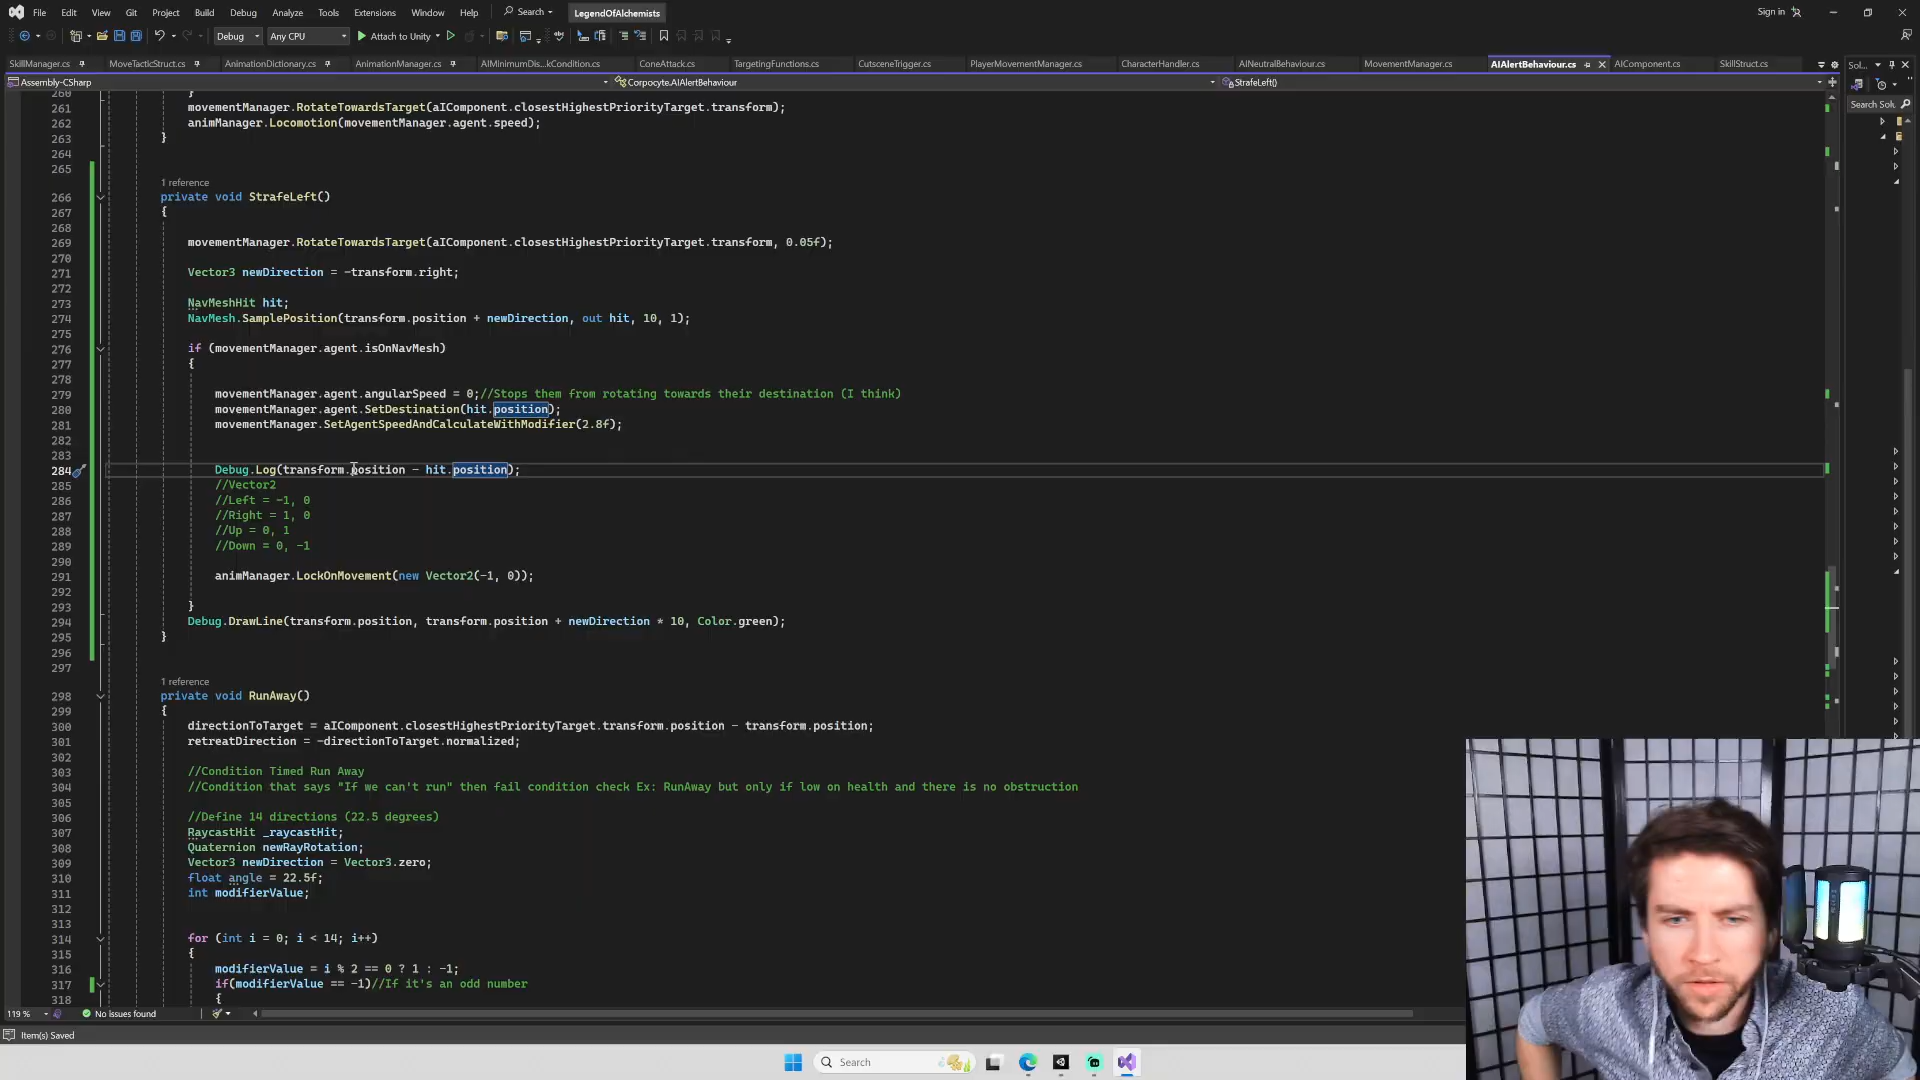 File Edit View Git Project Build Debug Analyze Tools Extensions Window Help Search LegendOfAlchemists Sign in
Debug Any CPU Attach to Unity
SkillManager.cs MoveTacticStruct.cs AnimationDictionary.cs AnimationManager.cs AIMinimumDis...kCondition.cs ConeAttack.cs TargetingFunctions.cs CutsceneTrigger.cs PlayerMovementManager.cs CharacterHandler.cs AINeutralBehaviour.cs MovementManager.cs AIAlertBehaviour.cs AIComponent.cs SkillStruct.cs Sol...
Assembly-CSharp Corpocyte.AIAlertBehaviour StrafeLeft()
Search Solu
260 }
261 movementManager.RotateTowardsTarget(aIComponent.closestHighestPriorityTarget.transform);
262 animManager.Locomotion(movementManager.agent.speed);
263 }
264
265
1 reference
266 private void StrafeLeft()
267 {
268
269 movementManager.RotateTowardsTarget(aIComponent.closestHighestPriorityTarget.transform, 0.05f);
270
271 Vector3 newDirection = -transform.right;
272
273 NavMeshHit hit;
274 NavMesh.SamplePosition(transform.position + newDirection, out hit, 10, 1);
275
276 if (movementManager.agent.isOnNavMesh)
277 {
278
279 movementManager.agent.angularSpeed = 0;//Stops them from rotating towards their destination (I think)
280 movementManager.agent.SetDestination(hit.position);
281 movementManager.SetAgentSpeedAndCalculateWithModifier(2.8f);
282
283
284 Debug.Log(transform.position - hit.position);
285 //Vector2
286 //Left = -1, 0
287 //Right = 1, 0
288 //Up = 0, 1
289 //Down = 0, -1
290
291 animManager.LockOnMovement(new Vector2(-1, 0));
292
293 }
294 Debug.DrawLine(transform.position, transform.position + newDirection * 10, Color.green);
295 }
296
297
1 reference
298 private void RunAway()
299 {
300 directionToTarget = aIComponent.closestHighestPriorityTarget.transform.position - transform.position;
301 retreatDirection = -directionToTarget.normalized;
302
303 //Condition Timed Run Away
304 //Condition that says "If we can't run" then fail condition check Ex: RunAway but only if low on health and there is no obstruction
305
306 //Define 14 directions (22.5 degrees)
307 RaycastHit _raycastHit;
308 Quaternion newRayRotation;
309 Vector3 newDirection = Vector3.zero;
310 float angle = 22.5f;
311 int modifierValue;
312
313
314 for (int i = 0; i < 14; i++)
315 {
316 modifierValue = i % 2 == 0 ? 1 : -1;
317 if(modifierValue == -1)//If it's an odd number
318 {
119 % No issues found
Item(s) Saved
Search